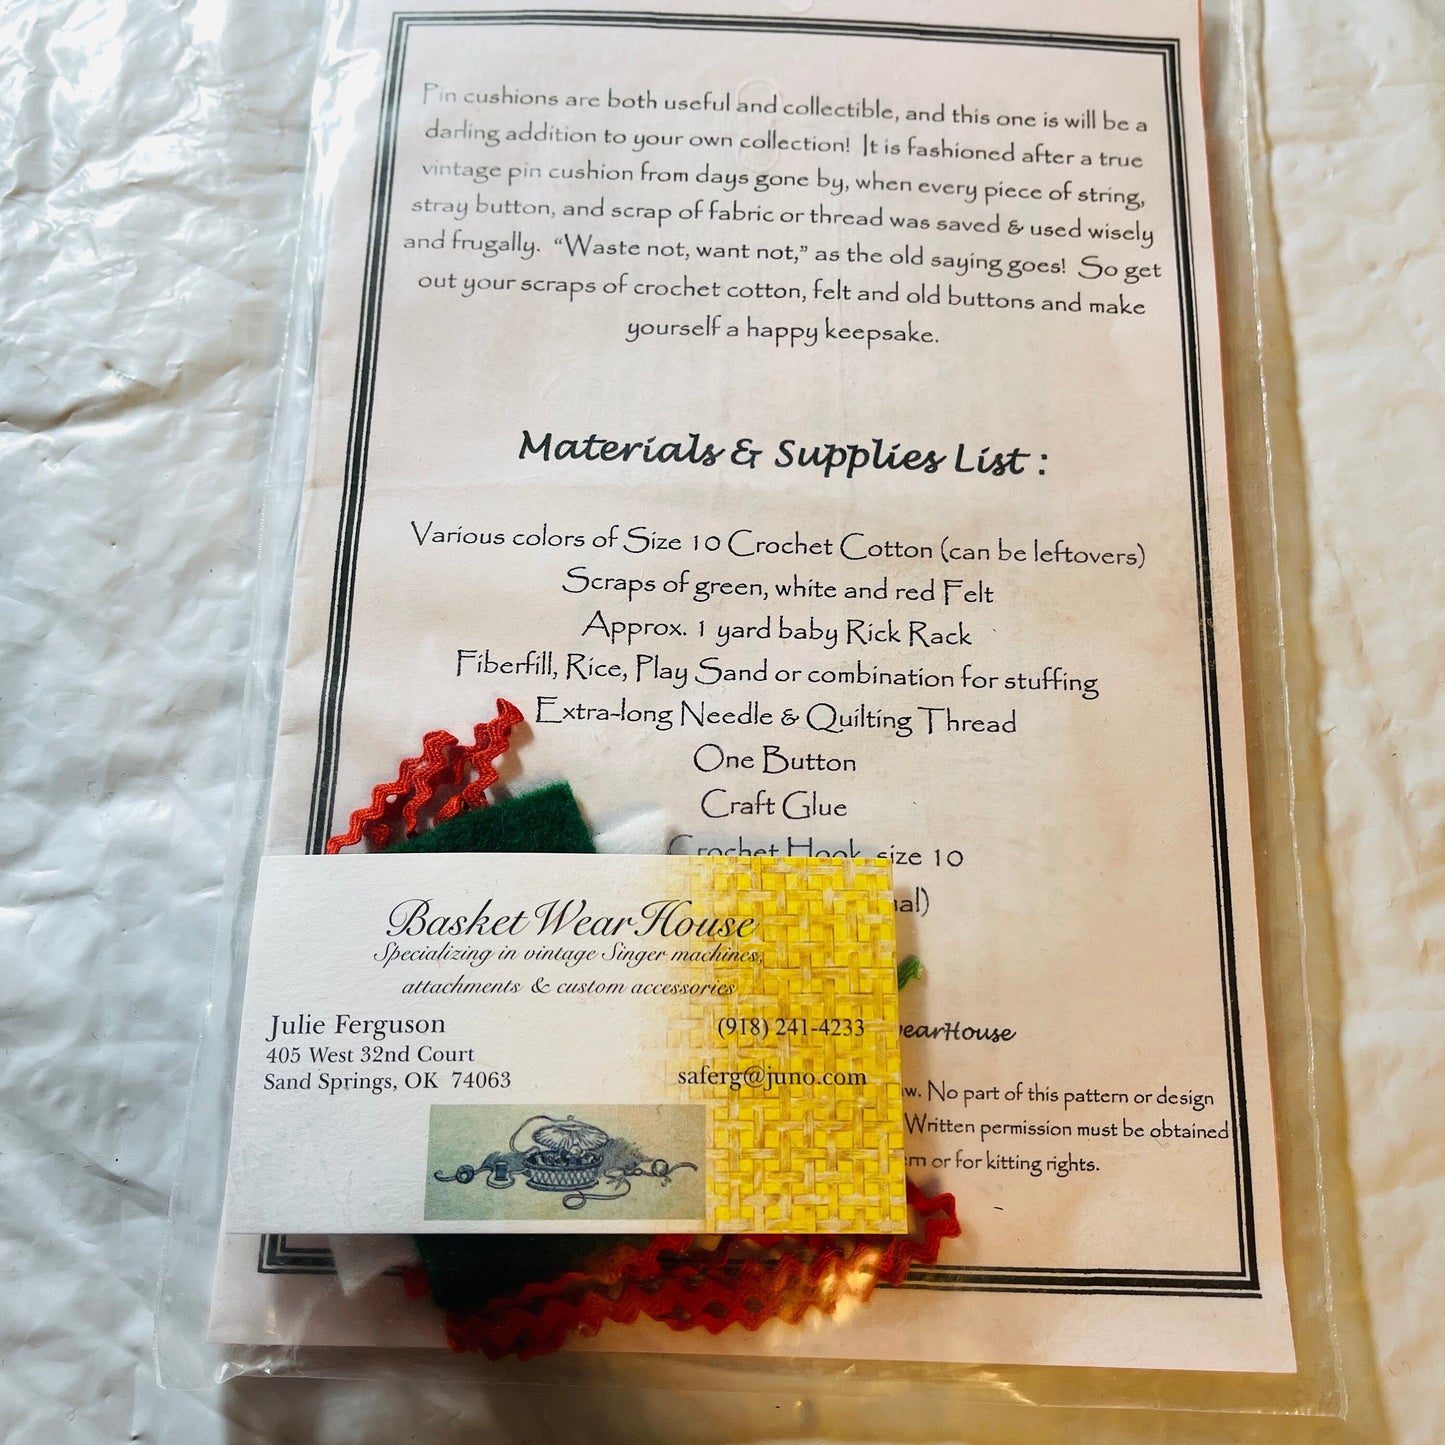 Pin cushions are both useful and collectible, and this one is will be a
darling addition to your own collection! It is fashioned after a true
vintage pin cushion from days gone by, when every piece of string,
stray button, and scrap of fabric or thread was saved & used wisely
and frugally. “Waste not, want not,” as the old saying goes! So get
out your scraps of crochet cotton, felt and old buttons and make
yourself a happy keepsake.
Materials & Supplies List :
Various colors of Size 10 Crochet Cotton (can be leftovers)
Scraps of green, white and red Felt
Approx. 1 yard baby Rick Rack
Fiberfill, Rice, Play Sand or combination for stuffing
Extra-long Needle & Quilting Thread
One Button
Craft Glue
Crochet Hook, size 10
Basket WearHouse
Specializing in vintage Singer machines,
attachments & custom accessories
Julie Ferguson
405 West 32nd Court
Sand Springs, OK 74063
(918) 241-4233
saferg@juno.com
No part of this pattern or design
Written permission must be obtained
or for kitting rights.